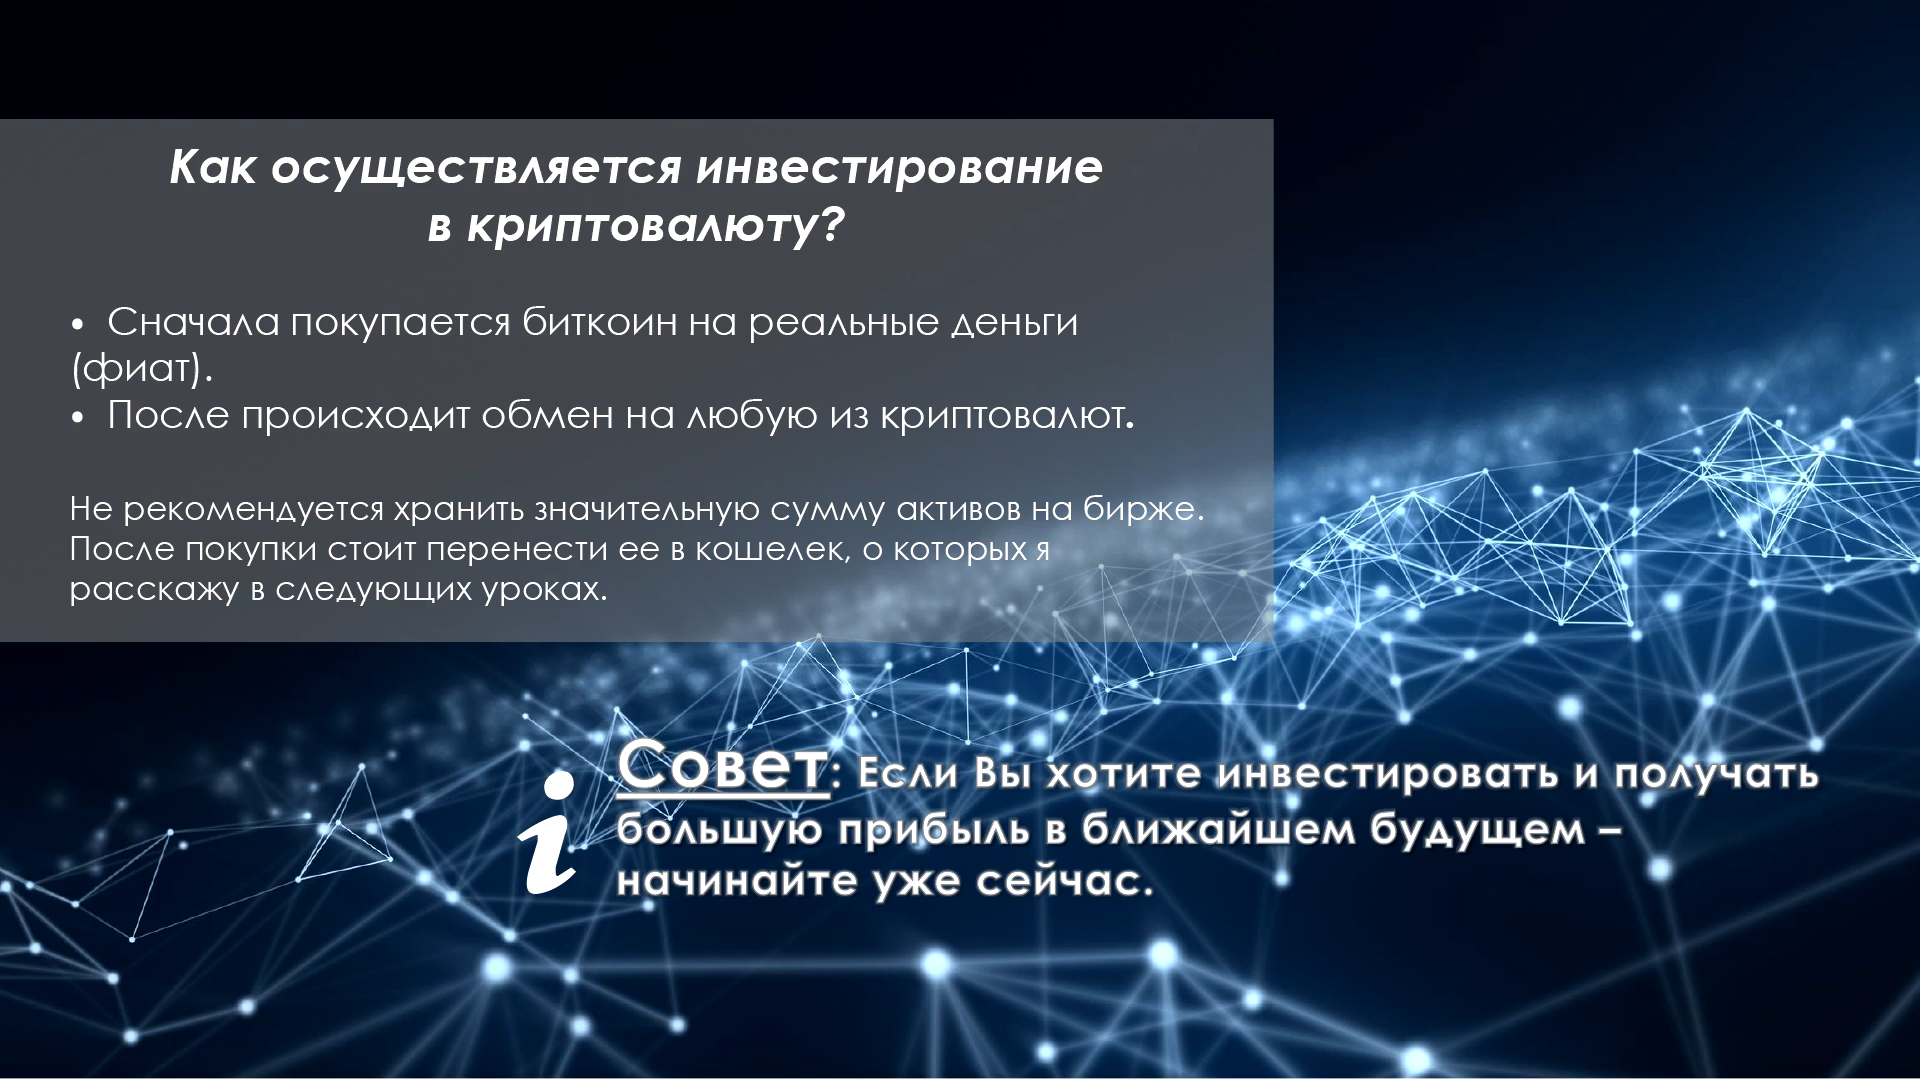 Как осуществляется инвестирование
в криптовалюту?
• Сначала покупается биткоин на реальные деньги
(фиат).
• После происходит обмен на любую из криптовалют.
Не рекомендуется хранить значительную сумму активов на бирже.
После покупки стоит перенести ее в кошелек, о которых я
расскажу в следующих уроках.
i
Совет: Если Вы хотите инвестировать и получать
большую прибыль в ближайшем будущем –
начинайте уже сейчас.